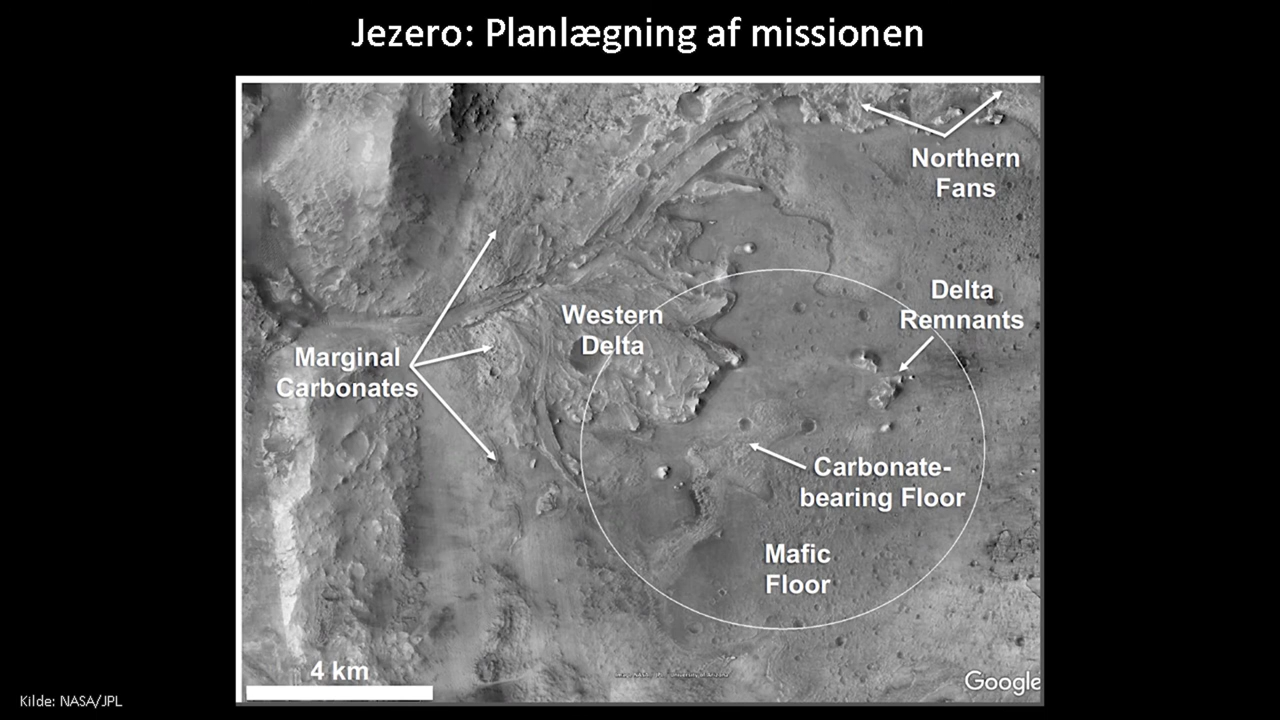 Jezero: Planlægning af missionen
Northern
Fans
Delta
Remnants
Western
Delta
Marginal
Carbonates
Carbonate-
bearing Floor
Mafic
Floor
4 km
Google
Kilde: NASA/JPL